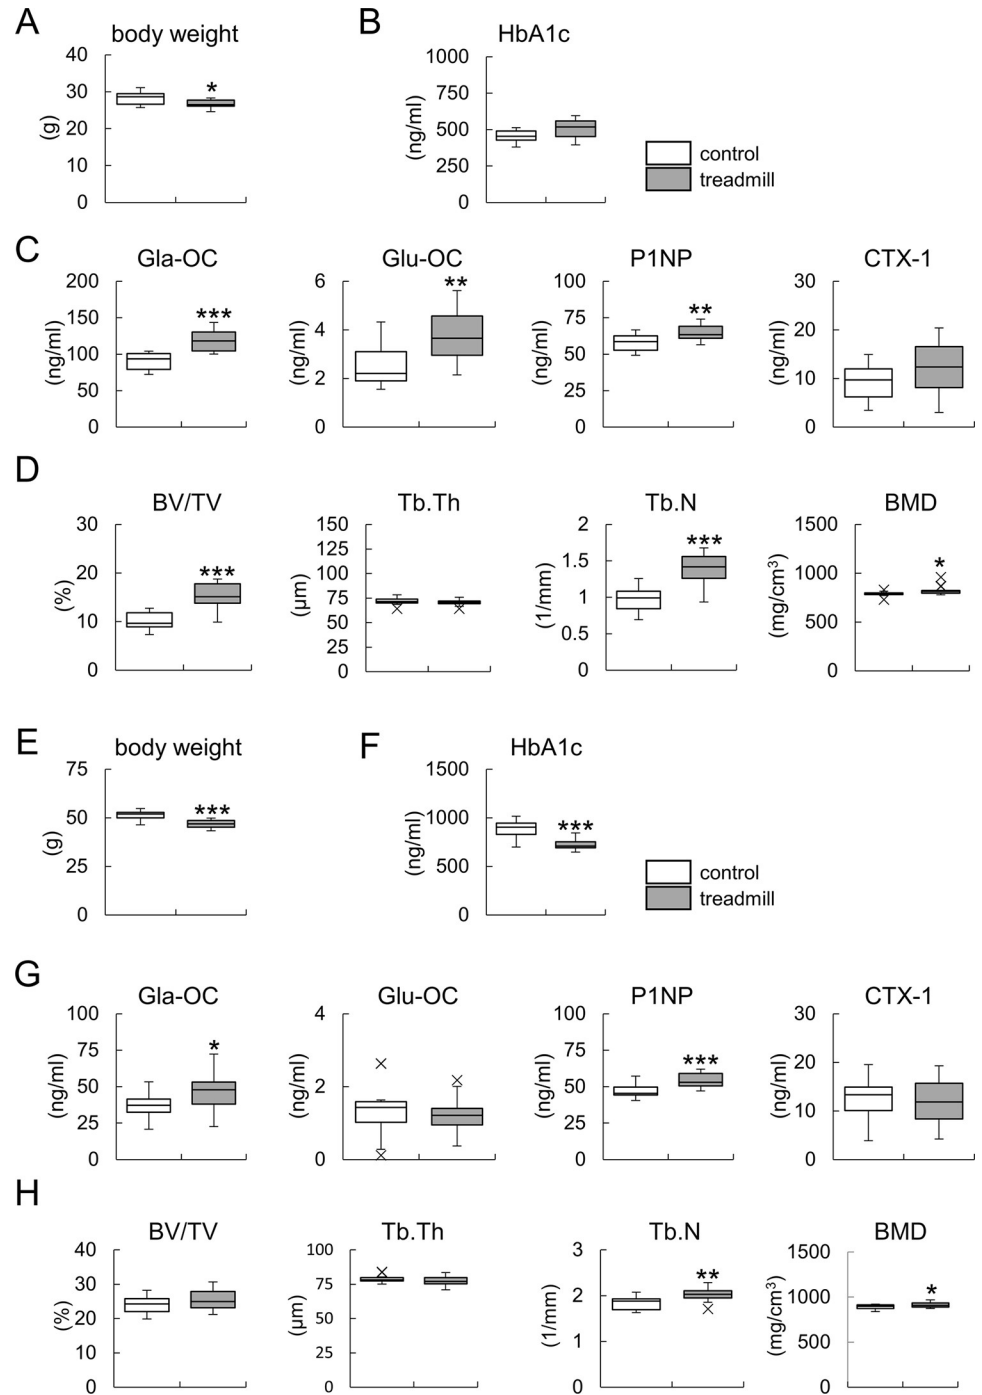 A
body weight
40
30
20
10
0
(g)
*
B
HbA1c
1000
750
500
250
0
(ng/ml)
control
treadmill
C
Gla-OC
200
150
100
50
0
(ng/ml)
***
Glu-OC
6
4
2
0
(ng/ml)
**
P1NP
100
75
50
25
0
(ng/ml)
**
CTX-1
30
20
10
0
(ng/ml)
D
BV/TV
30
20
10
0
(%)
***
Tb.Th
150
125
100
75
50
25
0
(μm)
Tb.N
2
1.5
1
0.5
0
(1/mm)
***
BMD
1500
1000
500
0
(mg/cm³)
*
E
body weight
75
50
25
0
(g)
***
F
HbA1c
1500
1000
500
0
(ng/ml)
***
control
treadmill
G
Gla-OC
100
75
50
25
0
(ng/ml)
*
Glu-OC
4
2
0
(ng/ml)
P1NP
100
75
50
25
0
(ng/ml)
***
CTX-1
30
20
10
0
(ng/ml)
H
BV/TV
40
30
20
10
0
(%)
Tb.Th
100
75
50
25
0
(μm)
Tb.N
3
2
1
0
(1/mm)
**
BMD
1500
1000
500
0
(mg/cm³)
*